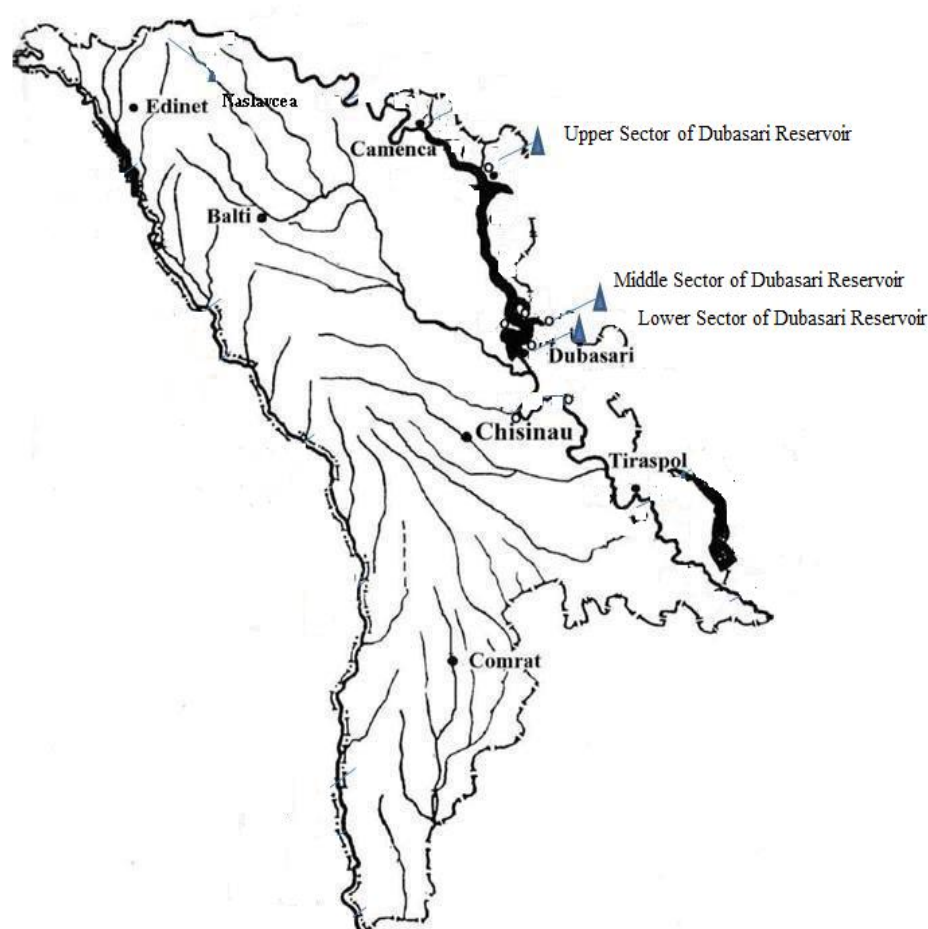 Edinet
Naslavcea
Camenca
Upper Sector of Dubasari Reservoir
Balti
Middle Sector of Dubasari Reservoir
Lower Sector of Dubasari Reservoir
Dubasari
Chisinau
Tiraspol
Comrat